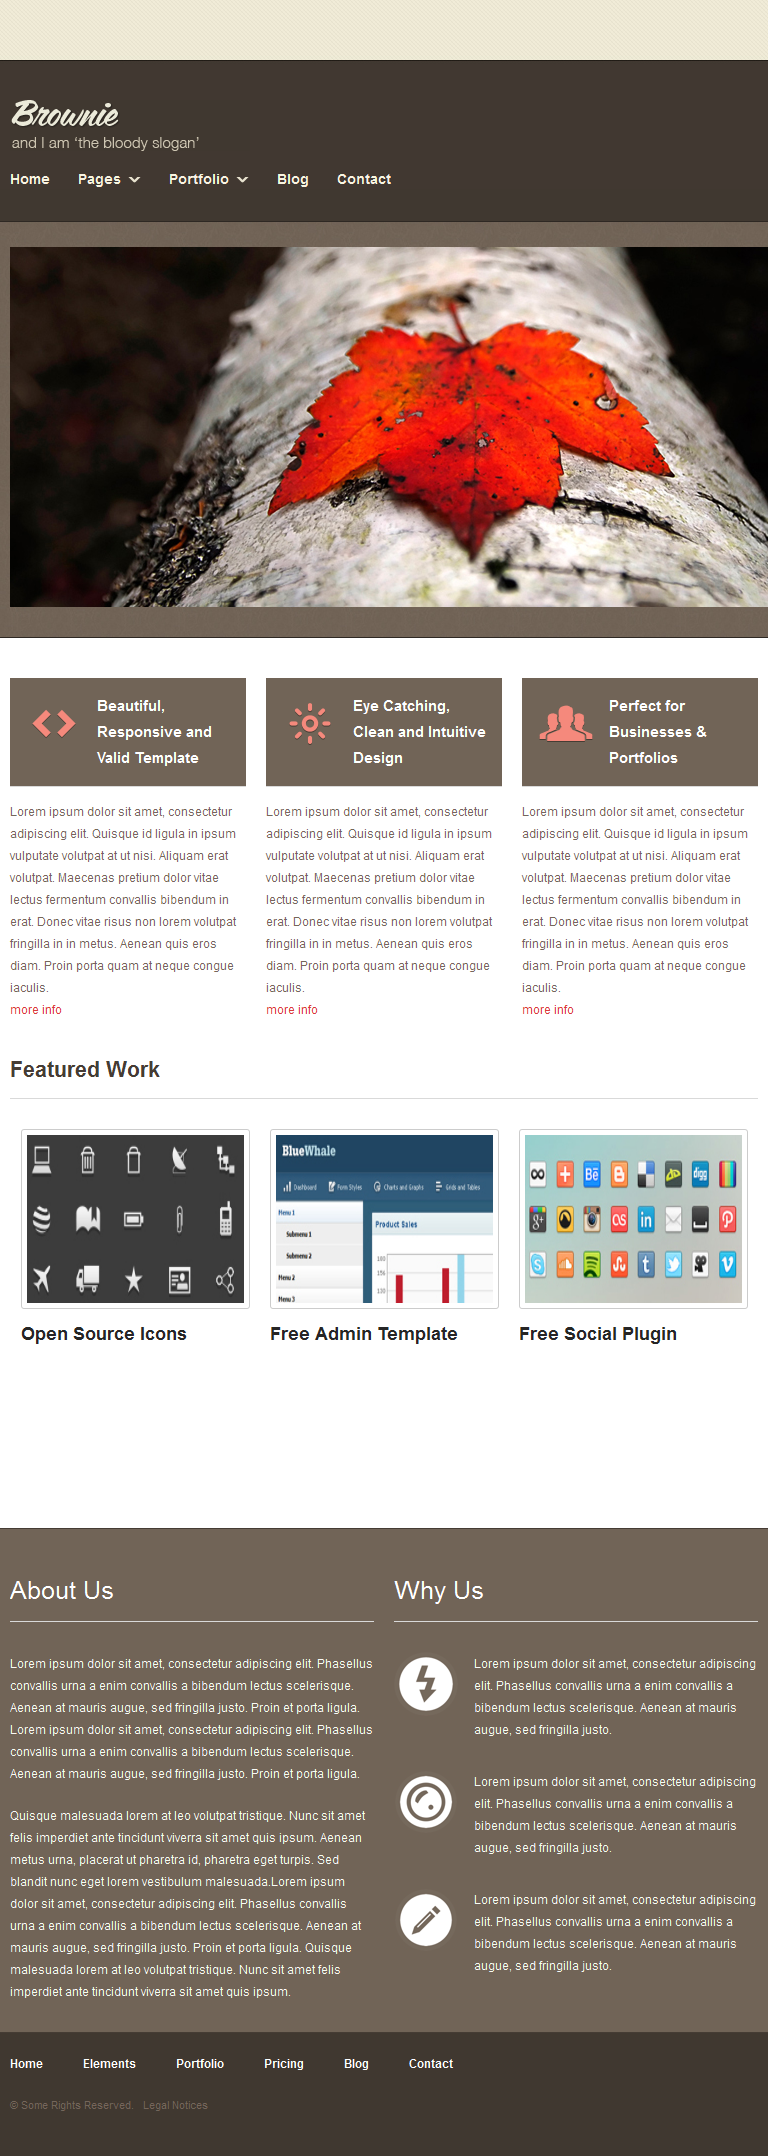 Brownie
and I am ‘the bloody slogan’
Home Pages Portfolio Blog Contact
Beautiful,
Responsive and
Valid Template
Eye Catching,
Clean and Intuitive
Design
Perfect for
Businesses &
Portfolios
Lorem ipsum dolor sit amet, consectetur
adipiscing elit. Quisque id ligula in ipsum
vulputate volutpat at ut nisi. Aliquam erat
volutpat. Maecenas pretium dolor vitae
lectus fermentum convallis bibendum in
erat. Donec vitae risus non lorem volutpat
fringilla in in metus. Aenean quis eros
diam. Proin porta quam at neque congue
iaculis.
more info
Lorem ipsum dolor sit amet, consectetur
adipiscing elit. Quisque id ligula in ipsum
vulputate volutpat at ut nisi. Aliquam erat
volutpat. Maecenas pretium dolor vitae
lectus fermentum convallis bibendum in
erat. Donec vitae risus non lorem volutpat
fringilla in in metus. Aenean quis eros
diam. Proin porta quam at neque congue
iaculis.
more info
Lorem ipsum dolor sit amet, consectetur
adipiscing elit. Quisque id ligula in ipsum
vulputate volutpat at ut nisi. Aliquam erat
volutpat. Maecenas pretium dolor vitae
lectus fermentum convallis bibendum in
erat. Donec vitae risus non lorem volutpat
fringilla in in metus. Aenean quis eros
diam. Proin porta quam at neque congue
iaculis.
more info
Featured Work
BlueWhale
Dashboard Form Styles Charts and Graphs Grids and Tables
Menu 1
Submenu 1
Submenu 2
Menu 2
Menu 3
Product Sales
165
156
130
Bē
digg
g+
in
Open Source Icons
Free Admin Template
Free Social Plugin
About Us
Lorem ipsum dolor sit amet, consectetur adipiscing elit. Phasellus
convallis urna a enim convallis a bibendum lectus scelerisque.
Aenean at mauris augue, sed fringilla justo. Proin et porta ligula.
Lorem ipsum dolor sit amet, consectetur adipiscing elit. Phasellus
convallis urna a enim convallis a bibendum lectus scelerisque.
Aenean at mauris augue, sed fringilla justo. Proin et porta ligula.
Quisque malesuada lorem at leo volutpat tristique. Nunc sit amet
felis imperdiet ante tincidunt viverra sit amet quis ipsum. Aenean
metus urna, placerat ut pharetra id, pharetra eget turpis. Sed
blandit nunc eget lorem vestibulum malesuada.Lorem ipsum
dolor sit amet, consectetur adipiscing elit. Phasellus convallis
urna a enim convallis a bibendum lectus scelerisque. Aenean at
mauris augue, sed fringilla justo. Proin et porta ligula. Quisque
malesuada lorem at leo volutpat tristique. Nunc sit amet felis
imperdiet ante tincidunt viverra sit amet quis ipsum.
Why Us
Lorem ipsum dolor sit amet, consectetur adipiscing
elit. Phasellus convallis urna a enim convallis a
bibendum lectus scelerisque. Aenean at mauris
augue, sed fringilla justo.
Lorem ipsum dolor sit amet, consectetur adipiscing
elit. Phasellus convallis urna a enim convallis a
bibendum lectus scelerisque. Aenean at mauris
augue, sed fringilla justo.
Lorem ipsum dolor sit amet, consectetur adipiscing
elit. Phasellus convallis urna a enim convallis a
bibendum lectus scelerisque. Aenean at mauris
augue, sed fringilla justo.
Home Elements Portfolio Pricing Blog Contact
© Some Rights Reserved. Legal Notices